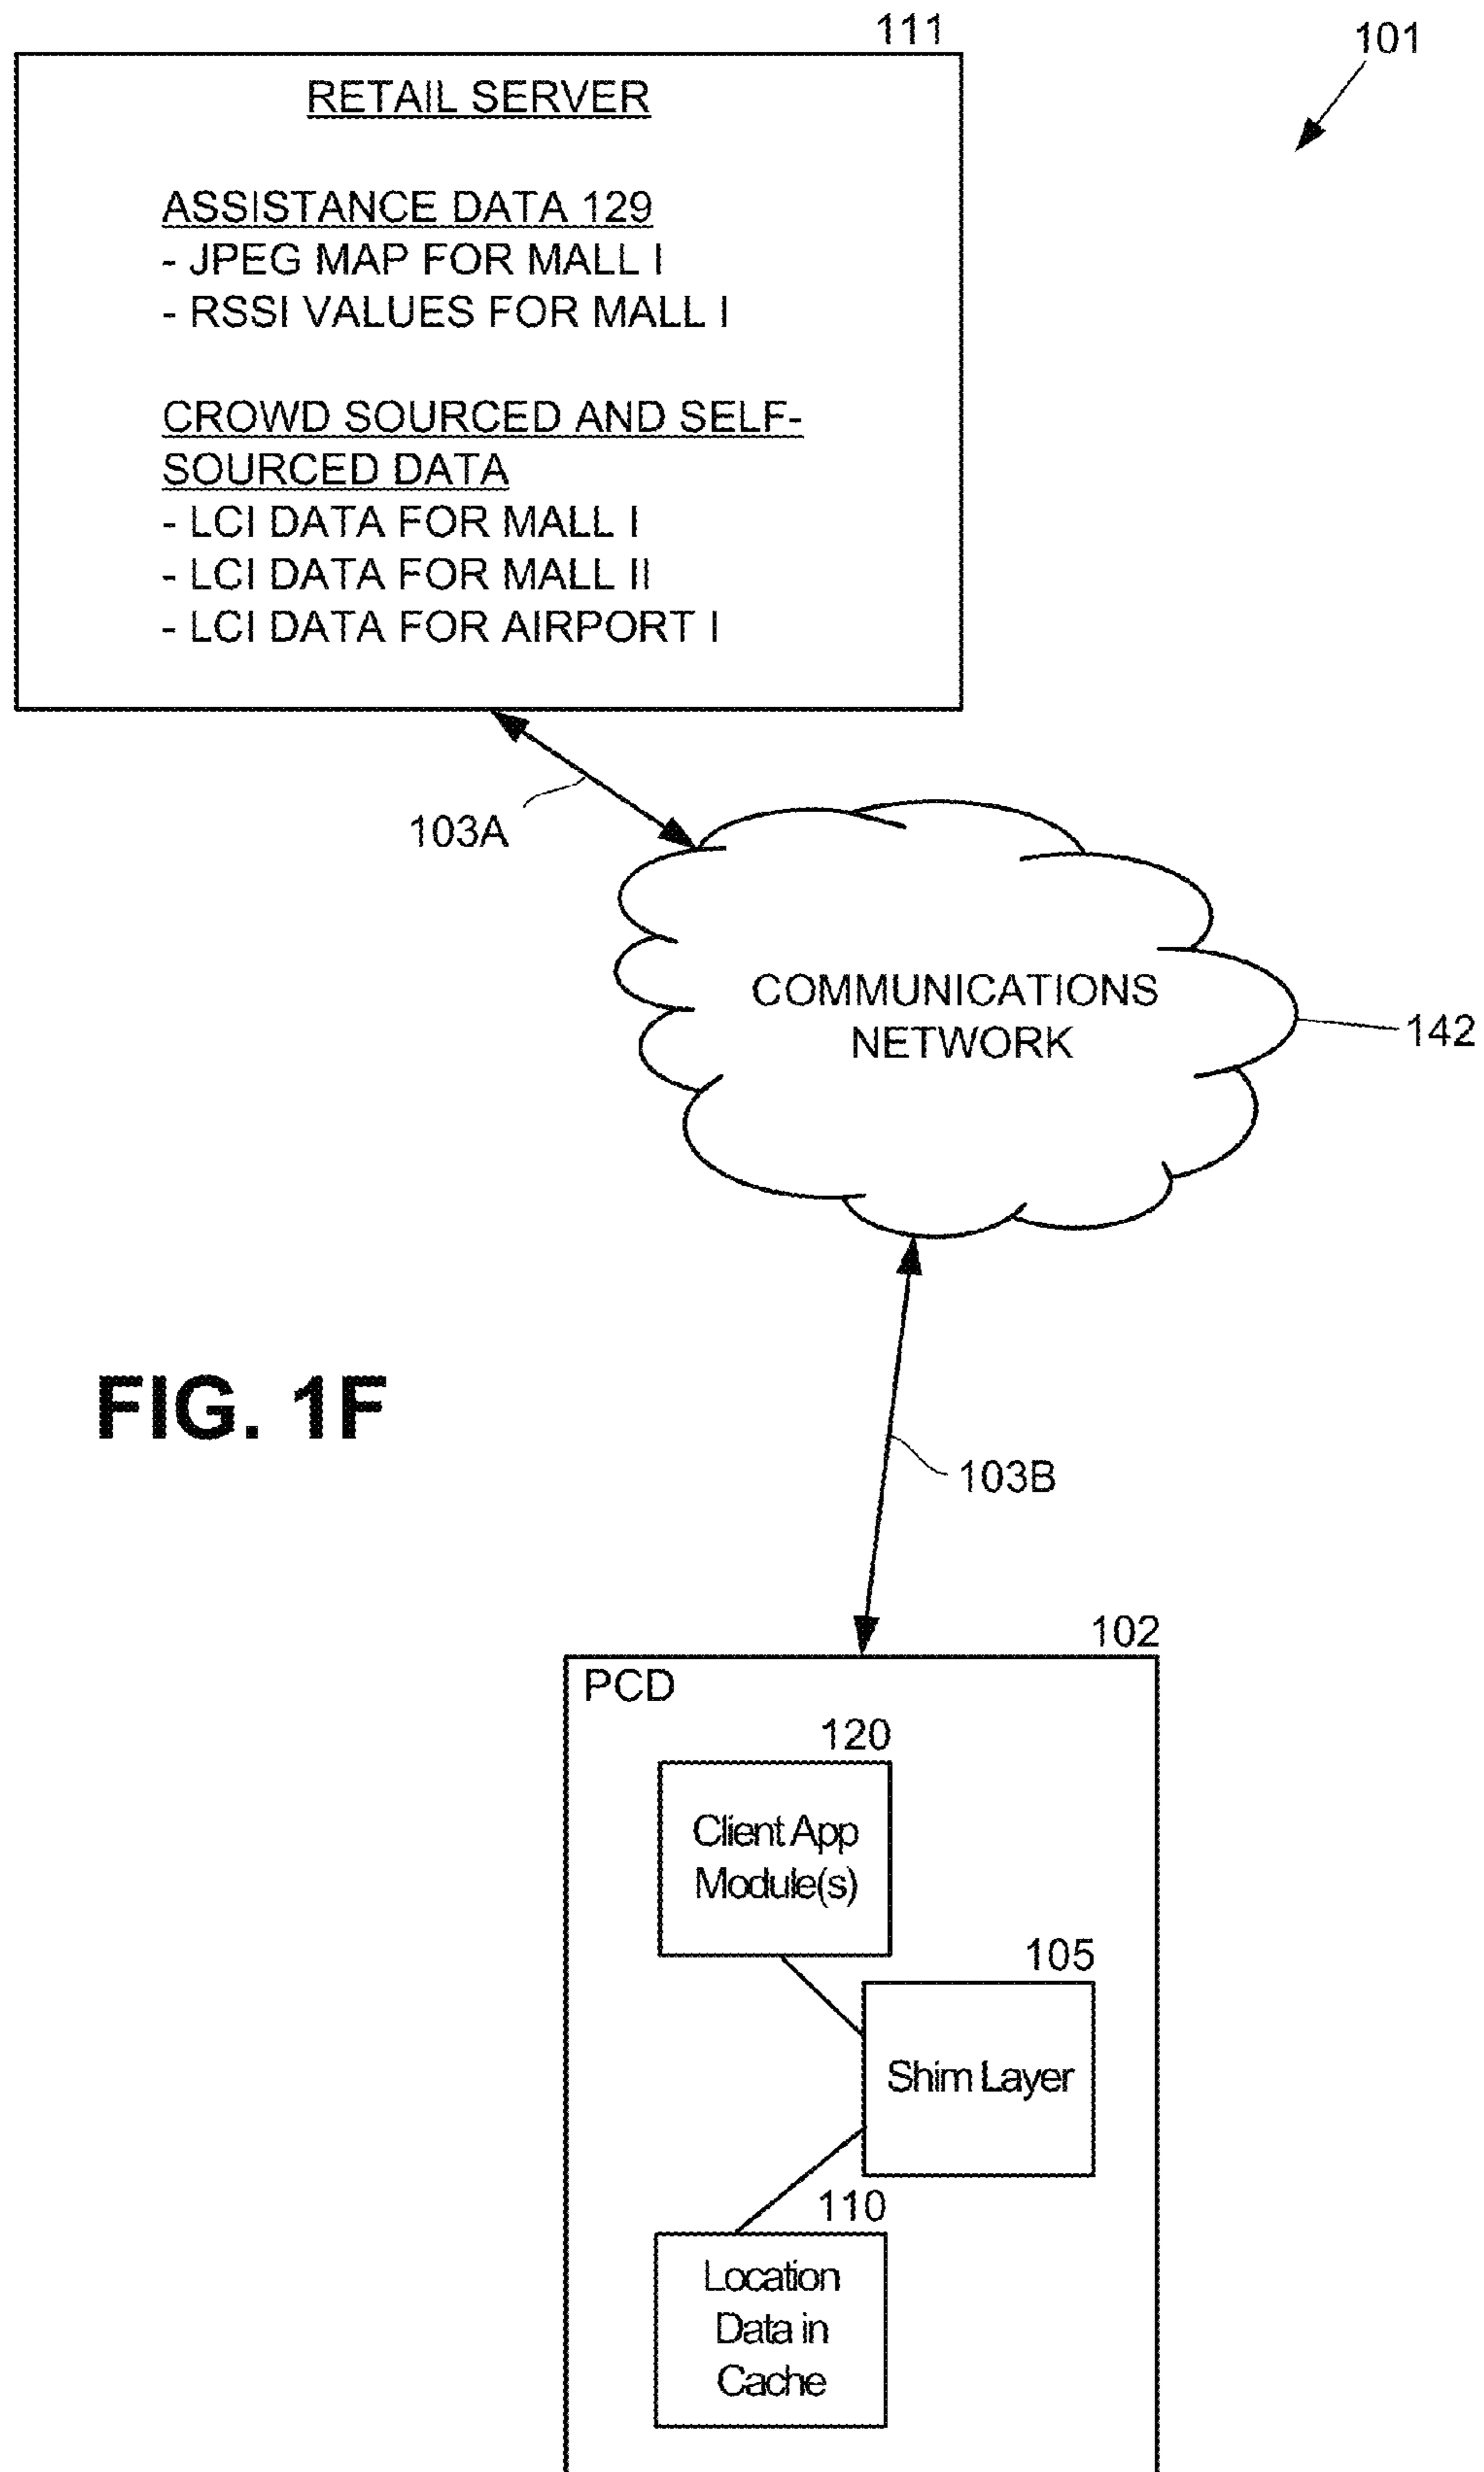 111
101
RETAIL SERVER
ASSISTANCE DATA 129
- JPEG MAP FOR MALL I
- RSSI VALUES FOR MALL I
CROWD SOURCED AND SELF-
SOURCED DATA
- LCI DATA FOR MALL I
- LCI DATA FOR MALL II
- LCI DATA FOR AIRPORT I
103A
COMMUNICATIONS
NETWORK
142
FIG. 1F
103B
102
PCD
120
Client App
Module(s)
105
Shim Layer
110
Location
Data in
Cache